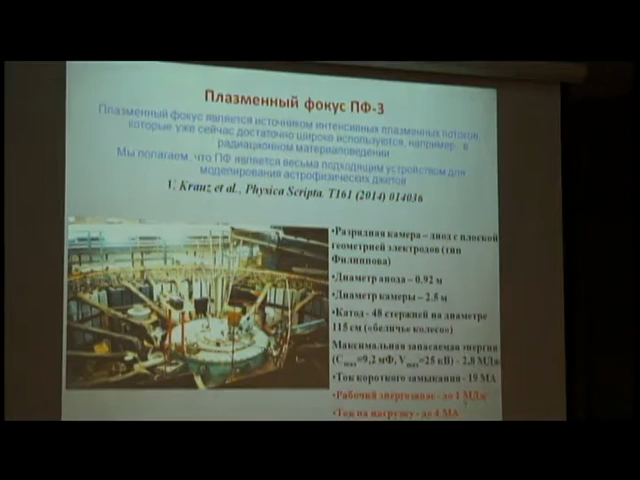 Плазменный фокус ПФ-3
Плазменный фокус является источником интенсивных плазменных потоков,
которые уже сейчас достаточно широко используются, например, в
радиационном материаловедении
Мы полагаем, что ПФ является весьма подходящим устройством для
моделирования астрофизических джетов
V. Krauz et al., Physica Scripta. T161 (2014) 014036
•Разрядная камера – диод с плоской
геометрией электродов (тип
Филиппова)
•Диаметр анода – 0.92 м
•Диаметр камеры – 2.5 м
•Катод - 48 стержней на диаметре
115 см («беличье колесо»)
Максимальная запасаемая энергия
(Cmax=9,2 мФ, Vmax=25 кВ) - 2,8 МДж
•Ток короткого замыкания - 19 МА
•Рабочий энергозапас - до 1 МДж
•Ток на нагрузку - до 4 МА